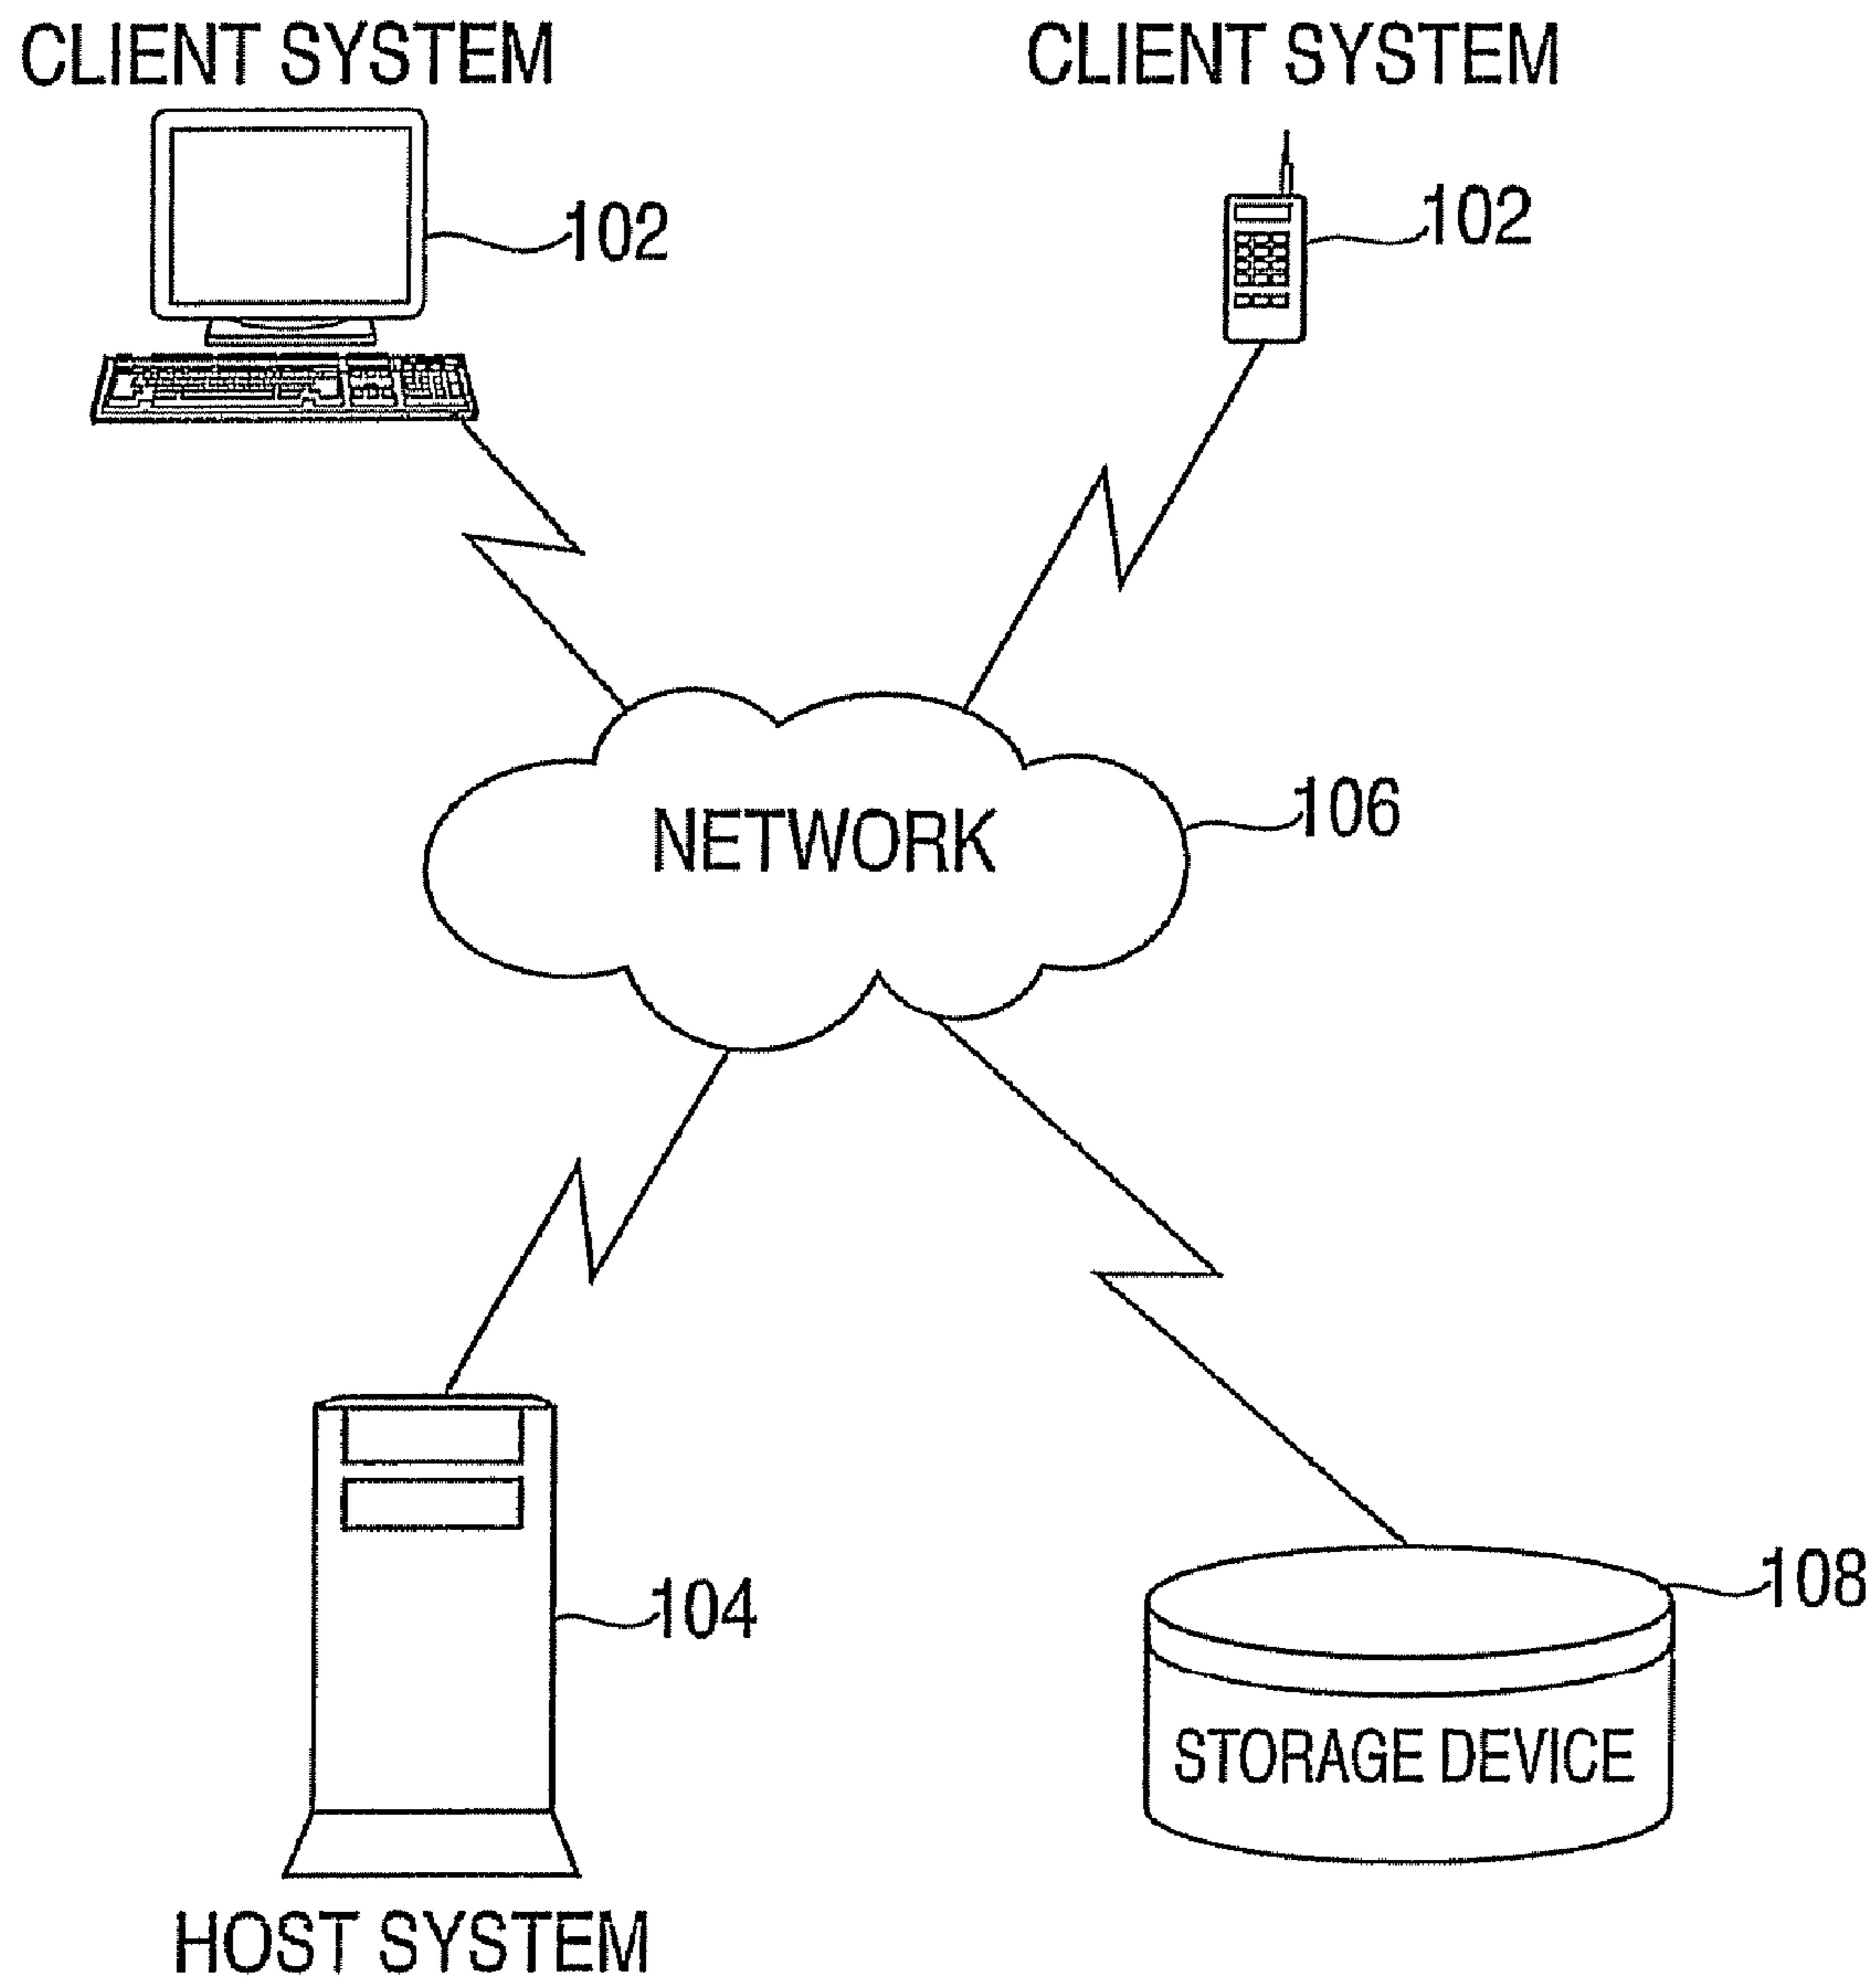 CLIENT SYSTEM
CLIENT SYSTEM
102
102
NETWORK
106
104
108
STORAGE DEVICE
HOST SYSTEM